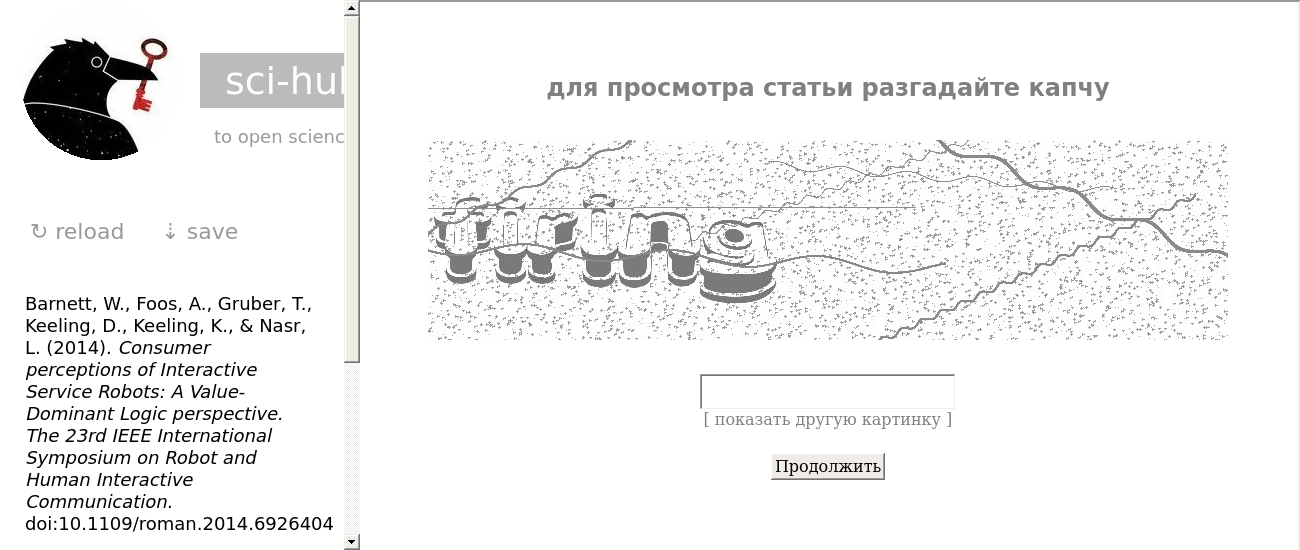 sci-hu
to open scienc
↻ reload ⇣ save
Barnett, W., Foos, A., Gruber, T.,
Keeling, D., Keeling, K., & Nasr,
L. (2014). Consumer
perceptions of Interactive
Service Robots: A Value-
Dominant Logic perspective.
The 23rd IEEE International
Symposium on Robot and
Human Interactive
Communication.
doi:10.1109/roman.2014.6926404
для просмотра статьи разгадайте капчу
[ показать другую картинку ]
Продолжить